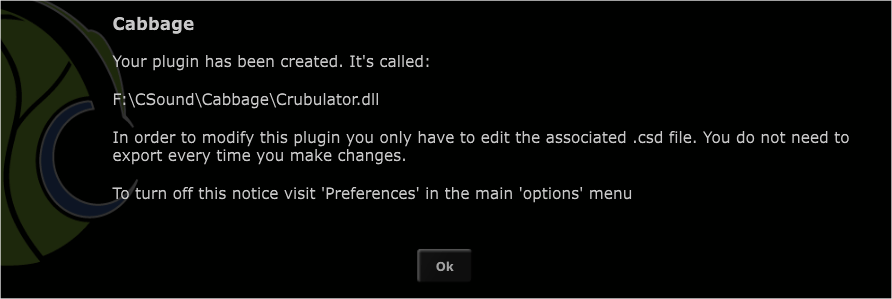 Cabbage
Your plugin has been created. It's called:
F:\CSound\Cabbage\Crubulator.dll
In order to modify this plugin you only have to edit the associated .csd file. You do not need to
export every time you make changes.
To turn off this notice visit 'Preferences' in the main 'options' menu
Ok